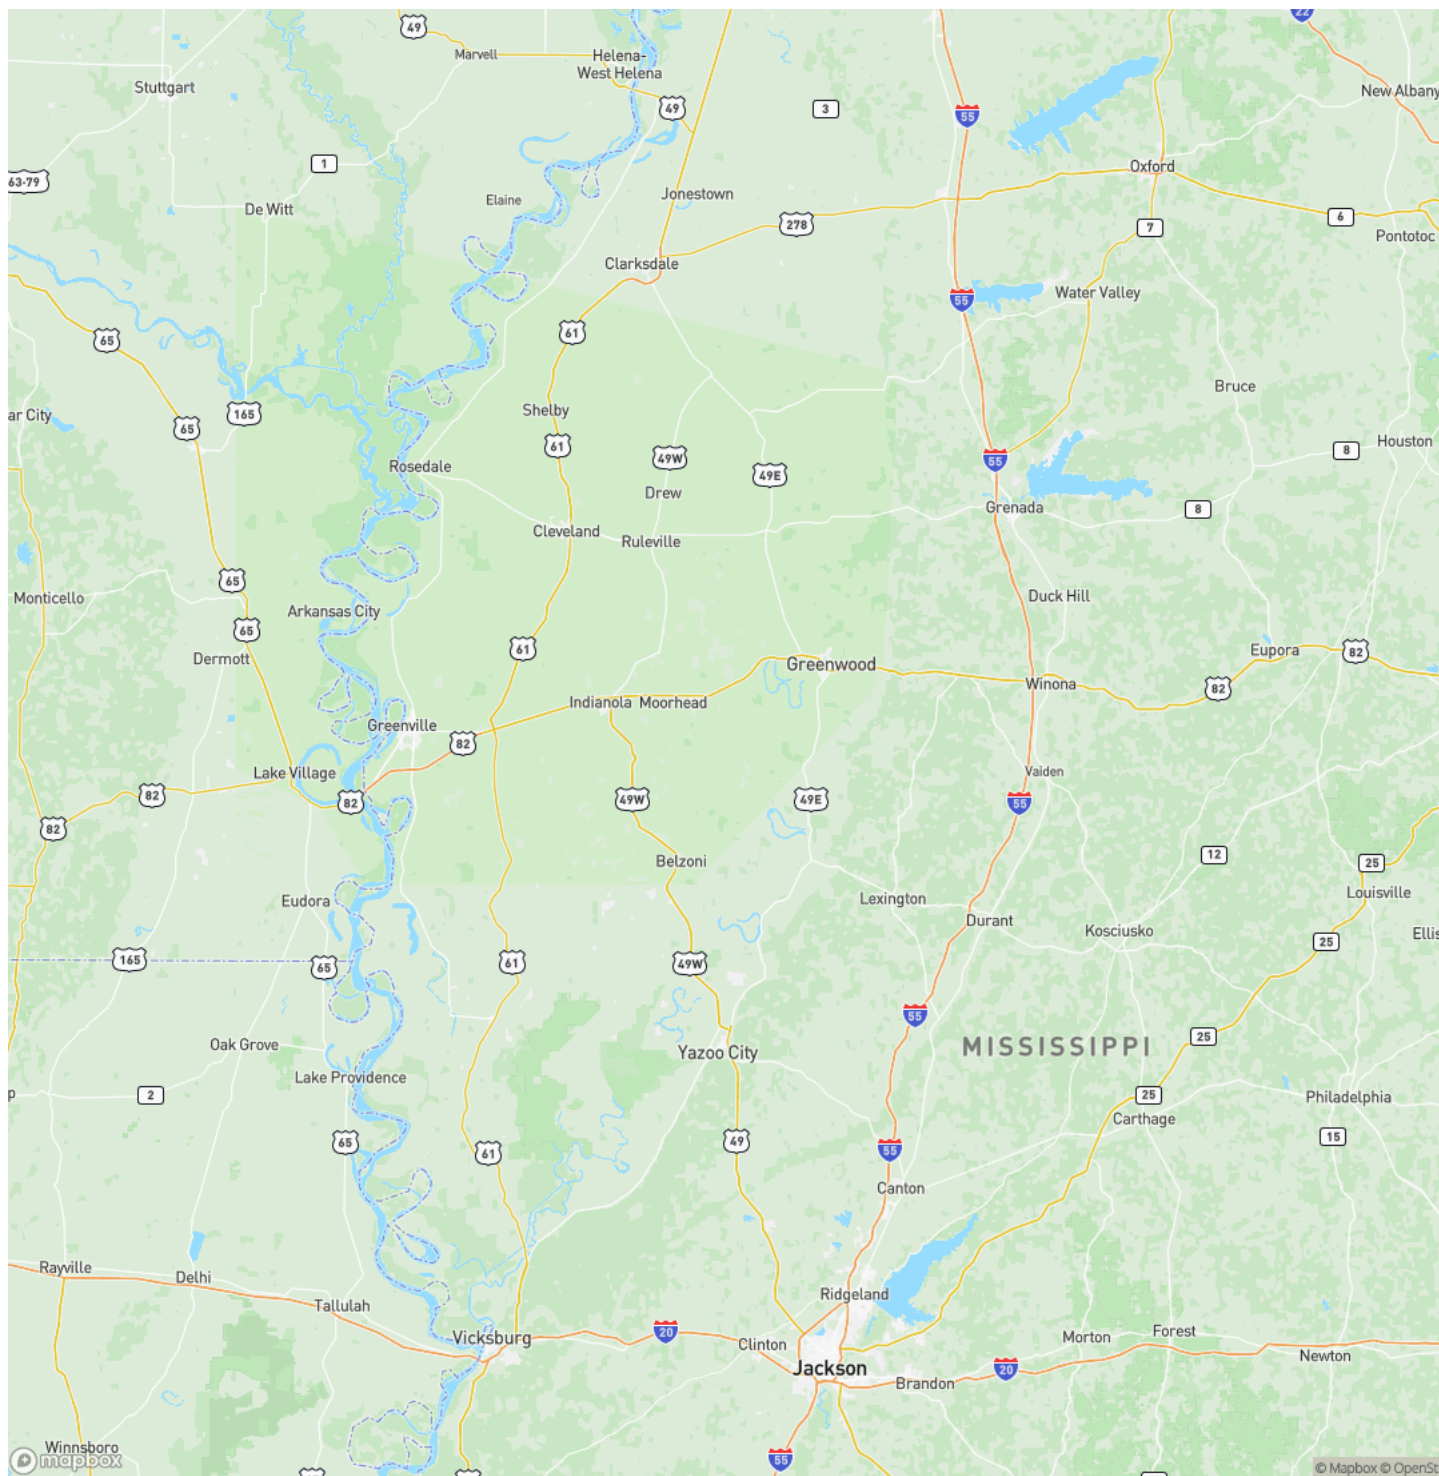 22
49
Marvell
Helena-
West Helena
Stuttgart
New Albany
49
3
55
1
Oxford
63-79
Jonestown
Elaine
De Witt
6
278
7
Pontotoc
Clarksdale
Water Valley
55
61
65
Bruce
Shelby
165
ar City
65
Houston
61
8
49W
55
Rosedale
49E
Drew
Grenada
8
Cleveland
Ruleville
65
Monticello
Duck Hill
Arkansas City
65
61
Eupora
82
Dermott
Greenwood
Winona
82
Indianola
Moorhead
Greenville
82
Lake Village
Vaiden
82
82
49W
49E
55
82
12
Belzoni
25
Louisville
Eudora
Lexington
Durant
Kosciusko
Ellis
25
165
65
61
49W
55
25
Oak Grove
MISSISSIPPI
Yazoo City
Lake Providence
2
p
25
Philadelphia
Carthage
65
49
15
61
55
Canton
Rayville
Delhi
Ridgeland
Tallulah
Vicksburg
20
Clinton
Morton
Forest
Newton
Jackson
20
Brandon
Winnsboro
mapbox
55
© Mapbox © OpenSt